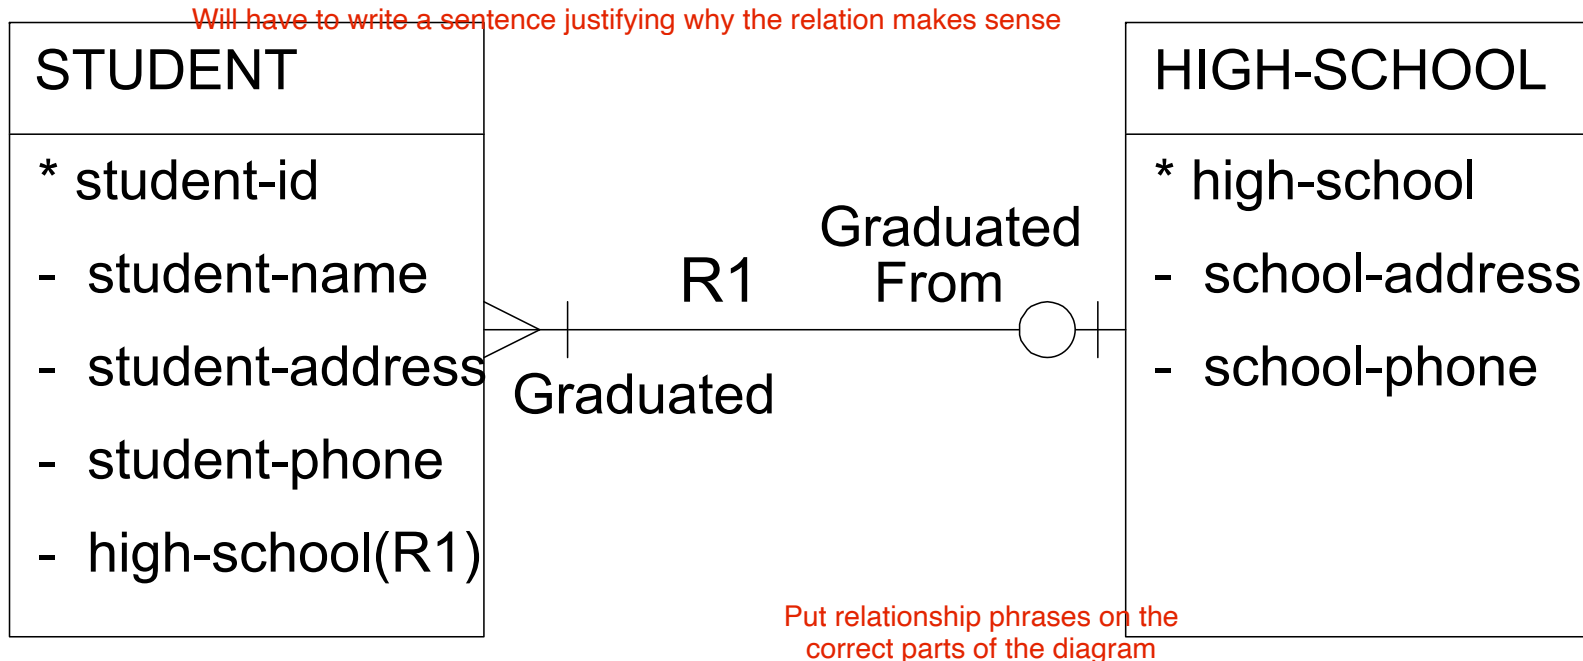 Will have to write a sentence justifying why the relation makes sense
STUDENT
* student-id
- student-name
- student-address
- student-phone
- high-school(R1)
R1
Graduated
From
Graduated
HIGH-SCHOOL
* high-school
- school-address
- school-phone
Put relationship phrases on the
correct parts of the diagram